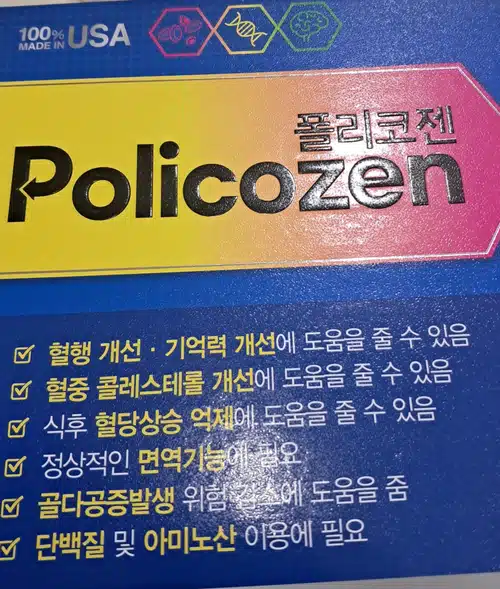 100% MADE IN USA
폴리코젠
Policozen
혈행 개선 · 기억력 개선에 도움을 줄 수 있음
혈중 콜레스테롤 개선에 도움을 줄 수 있음
식후 혈당상승 억제에 도움을 줄 수 있음
정상적인 면역기능에 필요
골다공증발생 위험 감소에 도움을 줌
단백질 및 아미노산 이용에 필요